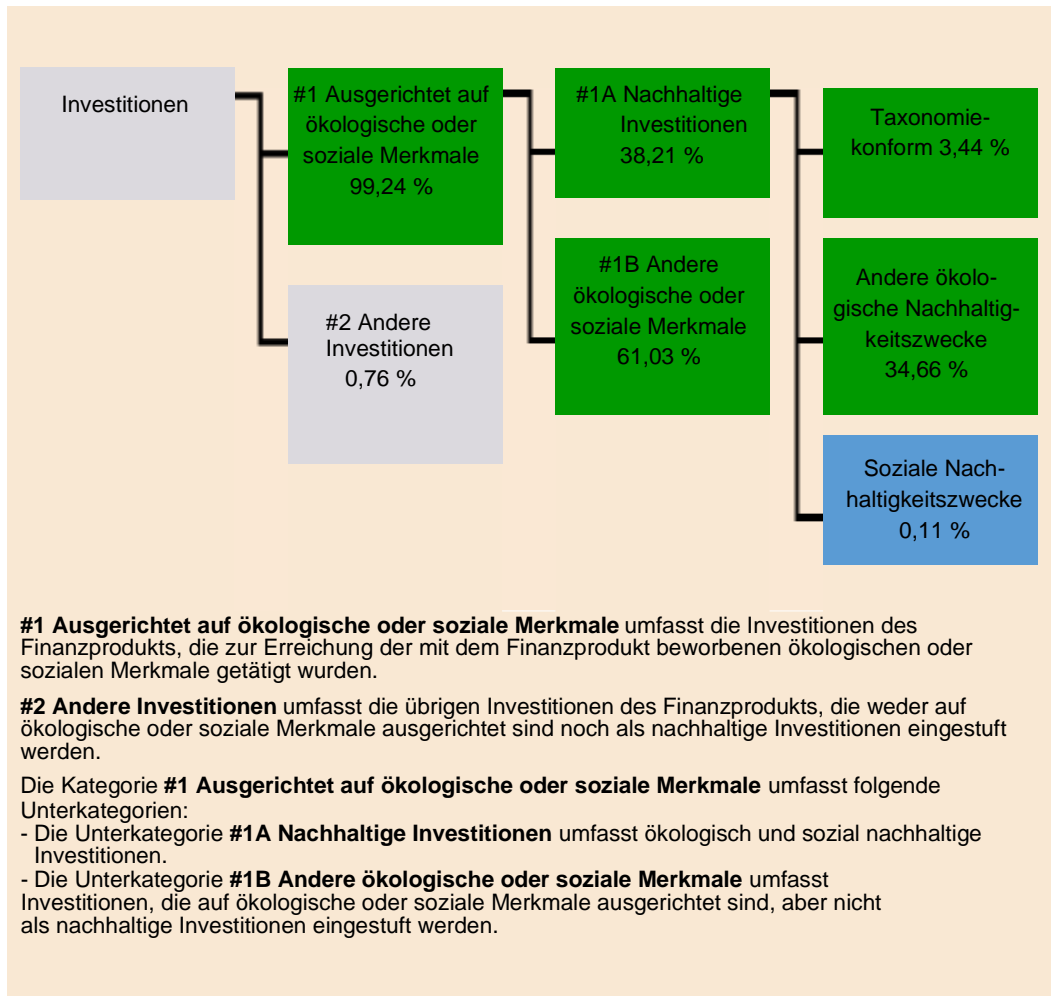 Investitionen
#1 Ausgerichtet auf
ökologische oder
soziale Merkmale
99,24 %
#2 Andere
Investitionen
0,76 %
#1A Nachhaltige
Investitionen
38,21 %
#1B Andere
ökologische oder
soziale Merkmale
61,03 %
Taxonomie-
konform 3,44 %
Andere ökolo-
gische Nachhaltig-
keitszwecke
34,66 %
Soziale Nach-
haltigkeitszwecke
0,11 %
#1 Ausgerichtet auf ökologische oder soziale Merkmale umfasst die Investitionen des
Finanzprodukts, die zur Erreichung der mit dem Finanzprodukt beworbenen ökologischen oder
sozialen Merkmale getätigt wurden.
#2 Andere Investitionen umfasst die übrigen Investitionen des Finanzprodukts, die weder auf
ökologische oder soziale Merkmale ausgerichtet sind noch als nachhaltige Investitionen eingestuft
werden.
Die Kategorie #1 Ausgerichtet auf ökologische oder soziale Merkmale umfasst folgende
Unterkategorien:
- Die Unterkategorie #1A Nachhaltige Investitionen umfasst ökologisch und sozial nachhaltige
Investitionen.
- Die Unterkategorie #1B Andere ökologische oder soziale Merkmale umfasst
Investitionen, die auf ökologische oder soziale Merkmale ausgerichtet sind, aber nicht
als nachhaltige Investitionen eingestuft werden.